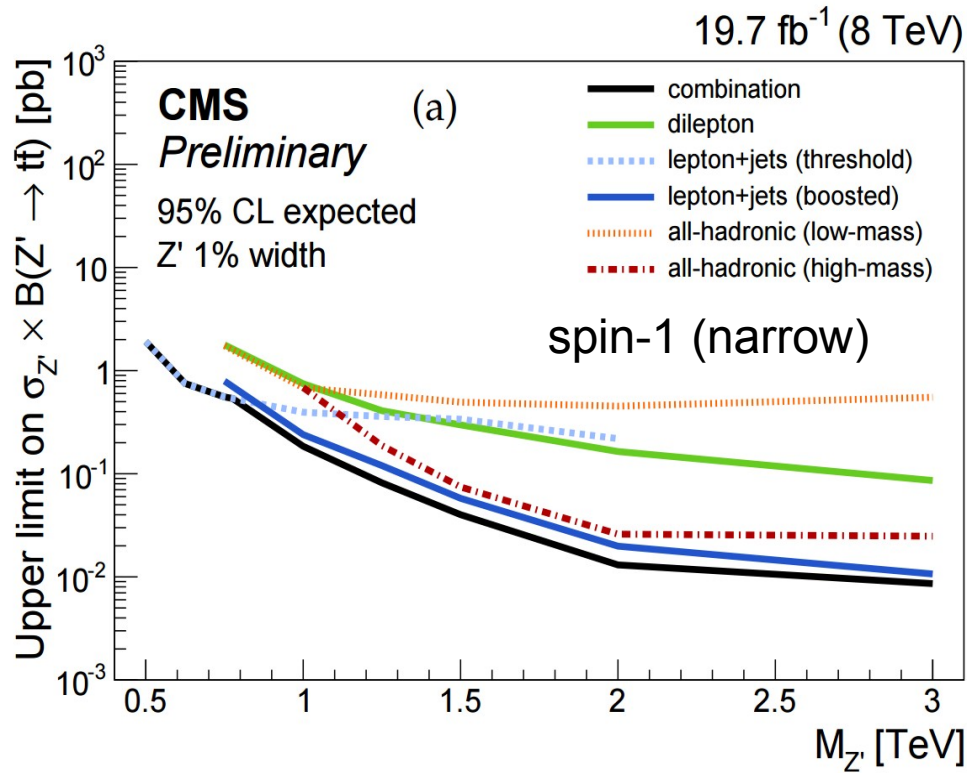 19.7 fb⁻¹ (8 TeV)
Upper limit on σ_Z' × B(Z' → tt̄) [pb]
10³
10²
10
1
10⁻¹
10⁻²
10⁻³
CMS (a)
Preliminary
95% CL expected
Z' 1% width
combination
dilepton
lepton+jets (threshold)
lepton+jets (boosted)
all-hadronic (low-mass)
all-hadronic (high-mass)
spin-1 (narrow)
0.5 1 1.5 2 2.5 3
M_Z' [TeV]